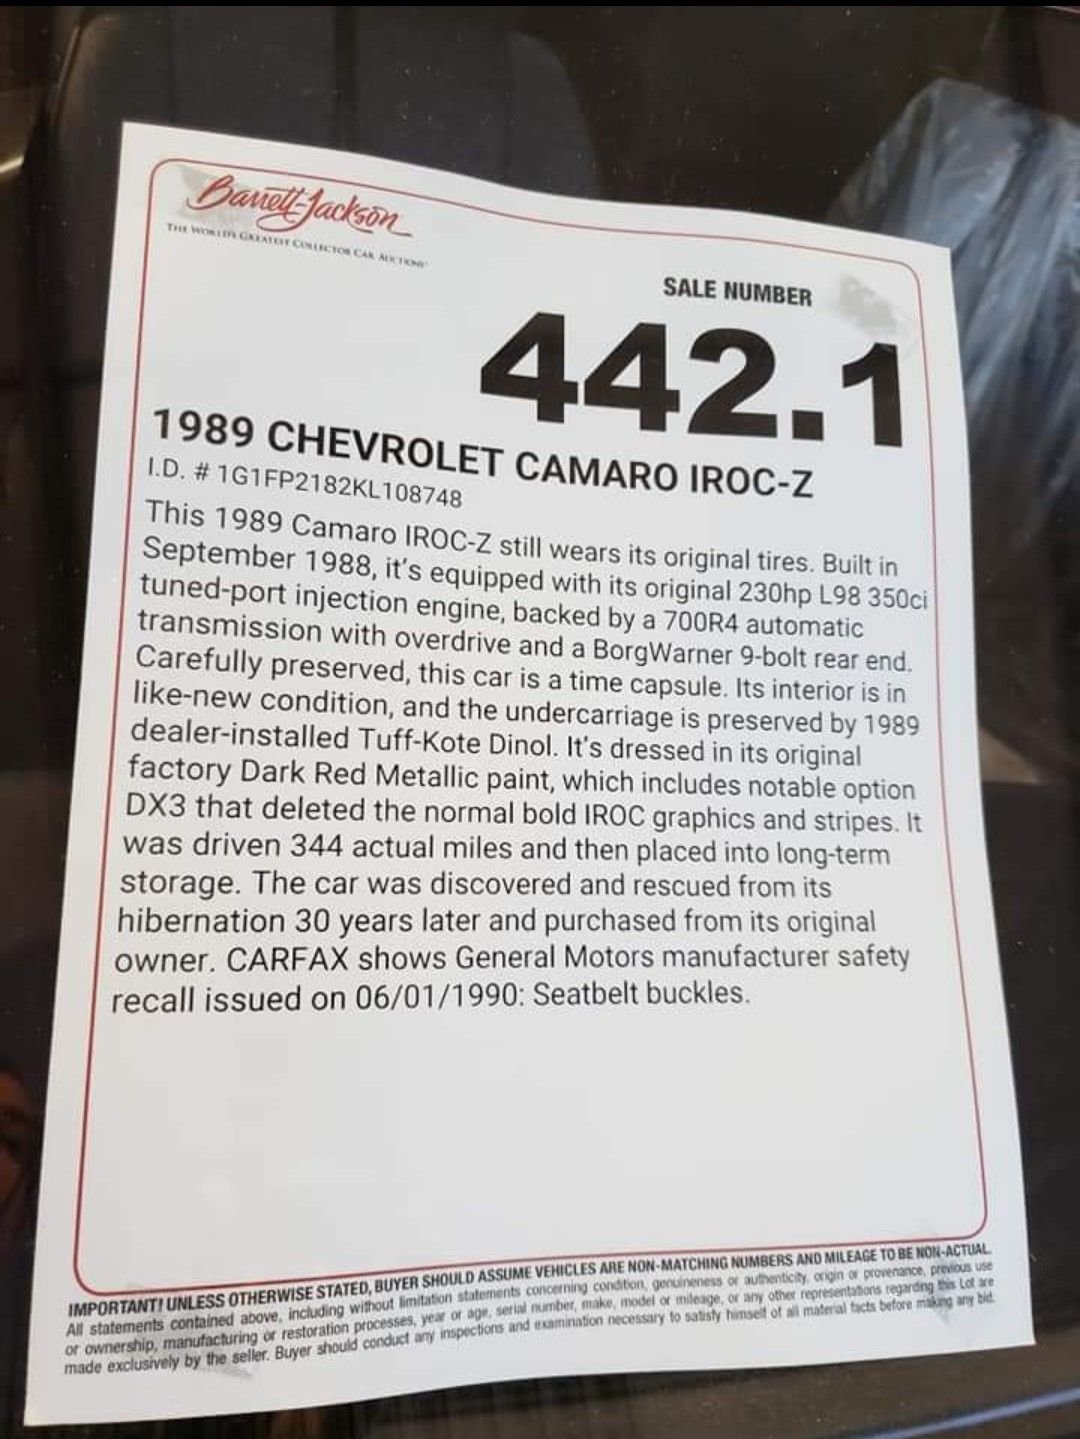 Barrett-Jackson
THE WORLD'S GREATEST COLLECTOR CAR AUCTIONS
SALE NUMBER
442.1
1989 CHEVROLET CAMARO IROC-Z
I.D. # 1G1FP2182KL108748
This 1989 Camaro IROC-Z still wears its original tires. Built in
September 1988, it's equipped with its original 230hp L98 350ci
tuned-port injection engine, backed by a 700R4 automatic
transmission with overdrive and a BorgWarner 9-bolt rear end.
Carefully preserved, this car is a time capsule. Its interior is in
like-new condition, and the undercarriage is preserved by 1989
dealer-installed Tuff-Kote Dinol. It's dressed in its original
factory Dark Red Metallic paint, which includes notable option
DX3 that deleted the normal bold IROC graphics and stripes. It
was driven 344 actual miles and then placed into long-term
storage. The car was discovered and rescued from its
hibernation 30 years later and purchased from its original
owner. CARFAX shows General Motors manufacturer safety
recall issued on 06/01/1990: Seatbelt buckles.
IMPORTANT! UNLESS OTHERWISE STATED, BUYER SHOULD ASSUME VEHICLES ARE NON-MATCHING NUMBERS AND MILEAGE TO BE NON-ACTUAL.
All statements contained above, including without limitation statements concerning condition, genuineness or authenticity, origin or provenance, previous use
or ownership, manufacturing or restoration processes, year or age, serial number, make, model or mileage, or any other representations regarding this Lot are
made exclusively by the seller. Buyer should conduct any inspections and examination necessary to satisfy himself of all material facts before making any bid.